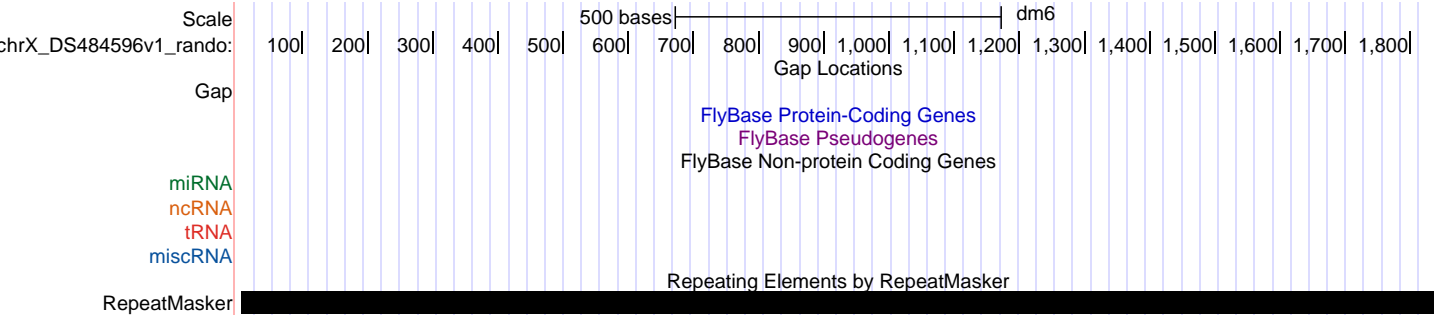 Scale 500 bases dm6
chrX_DS484596v1_rando: 100 200 300 400 500 600 700 800 900 1,000 1,100 1,200 1,300 1,400 1,500 1,600 1,700 1,800
Gap Locations
Gap
FlyBase Protein-Coding Genes
FlyBase Pseudogenes
FlyBase Non-protein Coding Genes
miRNA
ncRNA
tRNA
miscRNA
Repeating Elements by RepeatMasker
RepeatMasker